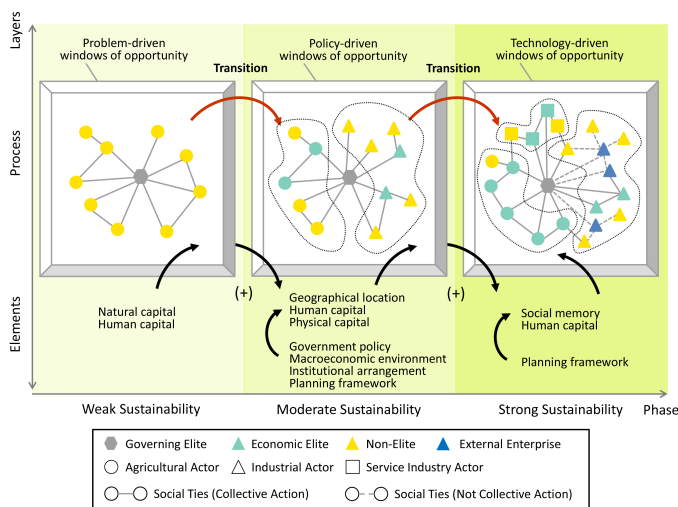 Layers
Process
Elements
Problem-driven
windows of opportunity
Policy-driven
windows of opportunity
Technology-driven
windows of opportunity
Transition
Transition
(+)
(+)
Natural capital
Human capital
Geographical location
Human capital
Physical capital
Government policy
Macroeconomic environment
Institutional arrangement
Planning framework
Social memory
Human capital
Planning framework
Weak Sustainability
Moderate Sustainability
Strong Sustainability
Phase
Governing Elite
Economic Elite
Non-Elite
External Enterprise
Agricultural Actor
Industrial Actor
Service Industry Actor
Social Ties (Collective Action)
Social Ties (Not Collective Action)